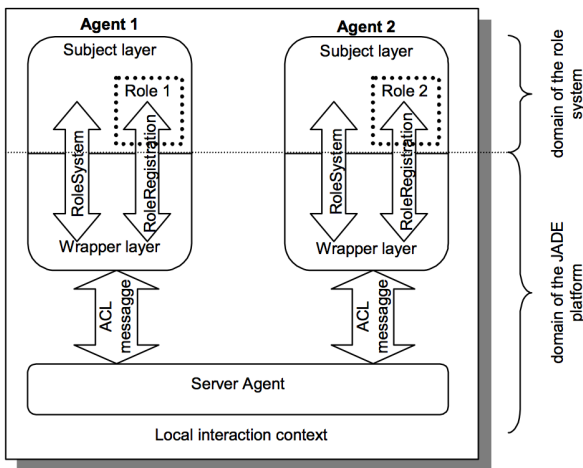 Agent 1
Agent 2
Subject layer
Subject layer
Role 1
Role 2
RoleSystem
RoleRegistration
RoleSystem
RoleRegistration
Wrapper layer
Wrapper layer
ACL
messagge
ACL
messagge
Server Agent
Local interaction context
domain of the role
system
domain of the JADE
platform